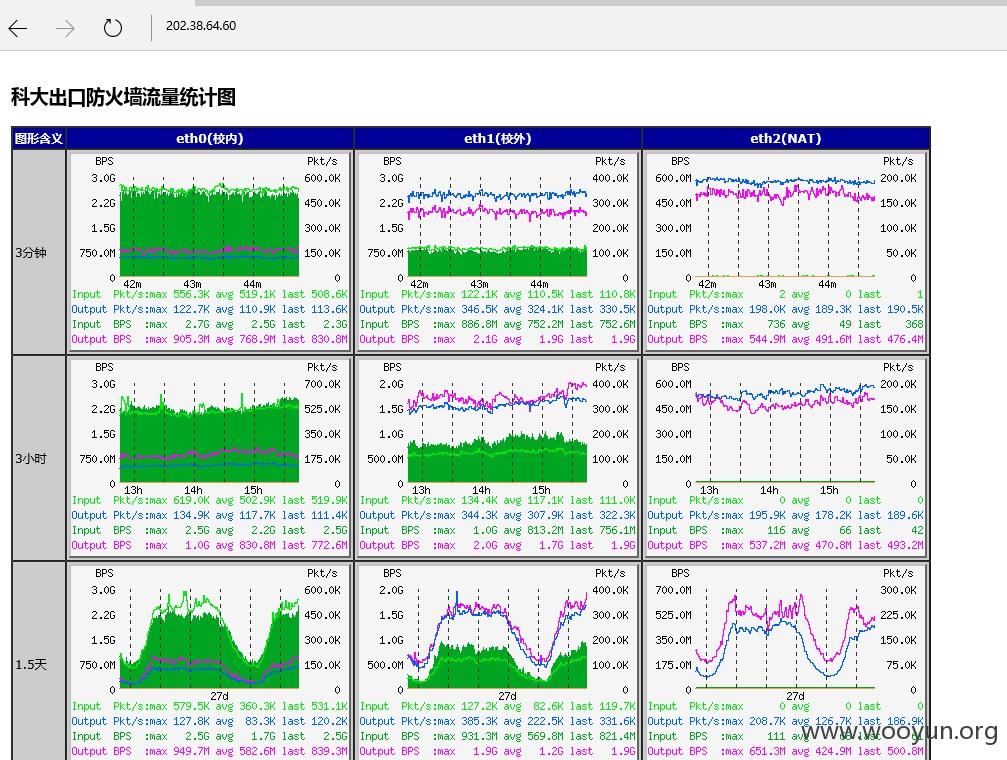 202.38.64.60
科大出口防火墙流量统计图
图形含义 eth0(校内) eth1(校外) eth2(NAT)
3分钟
BPS Pkt/s BPS Pkt/s BPS Pkt/s
3.0G 600.0K 3.0G 400.0K 600.0M 200.0K
2.2G 450.0K 2.2G 300.0K 450.0M 150.0K
1.5G 300.0K 1.5G 200.0K 300.0M 100.0K
750.0M 150.0K 750.0M 100.0K 150.0M 50.0K
0 0 0 0 0 0
42m 43m 44m 42m 43m 44m 42m 43m 44m
Input Pkt/s:max 556.3K avg 519.1K last 508.6K Input Pkt/s:max 122.1K avg 110.5K last 110.8K Input Pkt/s:max 2 avg 0 last 1
Output Pkt/s:max 122.7K avg 110.9K last 113.6K Output Pkt/s:max 346.5K avg 324.1K last 330.5K Output Pkt/s:max 198.0K avg 189.3K last 190.5K
Input BPS :max 2.7G avg 2.5G last 2.3G Input BPS :max 886.8M avg 752.2M last 752.6M Input BPS :max 736 avg 49 last 368
Output BPS :max 905.3M avg 768.9M last 830.8M Output BPS :max 2.1G avg 1.9G last 1.9G Output BPS :max 544.9M avg 491.6M last 476.4M
3小时
BPS Pkt/s BPS Pkt/s BPS Pkt/s
3.0G 700.0K 2.0G 400.0K 600.0M 200.0K
2.2G 525.0K 1.5G 300.0K 450.0M 150.0K
1.5G 350.0K 1.0G 200.0K 300.0M 100.0K
750.0M 175.0K 500.0M 100.0K 150.0M 50.0K
0 0 0 0 0 0
13h 14h 15h 13h 14h 15h 13h 14h 15h
Input Pkt/s:max 619.0K avg 502.9K last 519.9K Input Pkt/s:max 134.4K avg 117.1K last 111.0K Input Pkt/s:max 0 avg 0 last 0
Output Pkt/s:max 134.9K avg 117.7K last 111.4K Output Pkt/s:max 344.3K avg 307.9K last 322.3K Output Pkt/s:max 195.9K avg 178.2K last 189.6K
Input BPS :max 2.5G avg 2.2G last 2.5G Input BPS :max 1.0G avg 813.2M last 756.1M Input BPS :max 116 avg 66 last 42
Output BPS :max 1.0G avg 830.8M last 772.6M Output BPS :max 2.0G avg 1.7G last 1.9G Output BPS :max 537.2M avg 470.8M last 493.2M
1.5天
BPS Pkt/s BPS Pkt/s BPS Pkt/s
3.0G 600.0K 2.0G 400.0K 700.0M 300.0K
2.2G 450.0K 1.5G 300.0K 525.0M 225.0K
1.5G 300.0K 1.0G 200.0K 350.0M 150.0K
750.0M 150.0K 500.0M 100.0K 175.0M 75.0K
0 0 0 0 0 0
27d 27d 27d
Input Pkt/s:max 579.5K avg 360.3K last 531.1K Input Pkt/s:max 127.2K avg 82.6K last 119.7K Input Pkt/s:max 0 avg 0 last 0
Output Pkt/s:max 127.8K avg 83.3K last 120.2K Output Pkt/s:max 385.3K avg 222.5K last 331.6K Output Pkt/s:max 208.7K avg 126.7K last 186.9K
Input BPS :max 2.5G avg 1.7G last 2.5G Input BPS :max 931.3M avg 569.8M last 821.4M Input BPS :max 111 avg last
Output BPS :max 949.7M avg 582.6M last 839.3M Output BPS :max 1.9G avg 1.2G last 1.9G Output BPS :max 651.3M avg 424.9M last 500.8M
www.wooyun.org